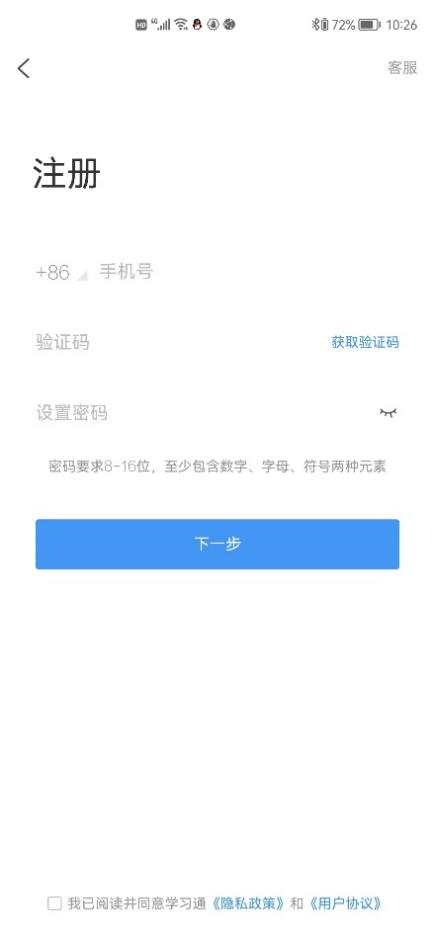 HD 4G 72% 10:26
客服
注册
+86 手机号
验证码 获取验证码
设置密码
密码要求8-16位，至少包含数字、字母、符号两种元素
下一步
我已阅读并同意学习通《隐私政策》和《用户协议》